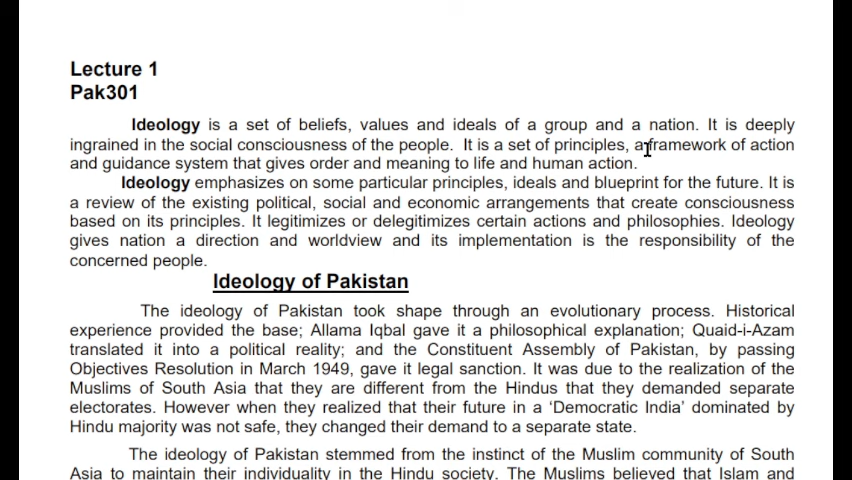 Lecture 1
Pak301
Ideology is a set of beliefs, values and ideals of a group and a nation. It is deeply
ingrained in the social consciousness of the people. It is a set of principles, a framework of action
and guidance system that gives order and meaning to life and human action.
Ideology emphasizes on some particular principles, ideals and blueprint for the future. It is
a review of the existing political, social and economic arrangements that create consciousness
based on its principles. It legitimizes or delegitimizes certain actions and philosophies. Ideology
gives nation a direction and worldview and its implementation is the responsibility of the
concerned people.
Ideology of Pakistan
The ideology of Pakistan took shape through an evolutionary process. Historical
experience provided the base; Allama Iqbal gave it a philosophical explanation; Quaid-i-Azam
translated it into a political reality; and the Constituent Assembly of Pakistan, by passing
Objectives Resolution in March 1949, gave it legal sanction. It was due to the realization of the
Muslims of South Asia that they are different from the Hindus that they demanded separate
electorates. However when they realized that their future in a ‘Democratic India’ dominated by
Hindu majority was not safe, they changed their demand to a separate state.
The ideology of Pakistan stemmed from the instinct of the Muslim community of South
Asia to maintain their individuality in the Hindu society. The Muslims believed that Islam and